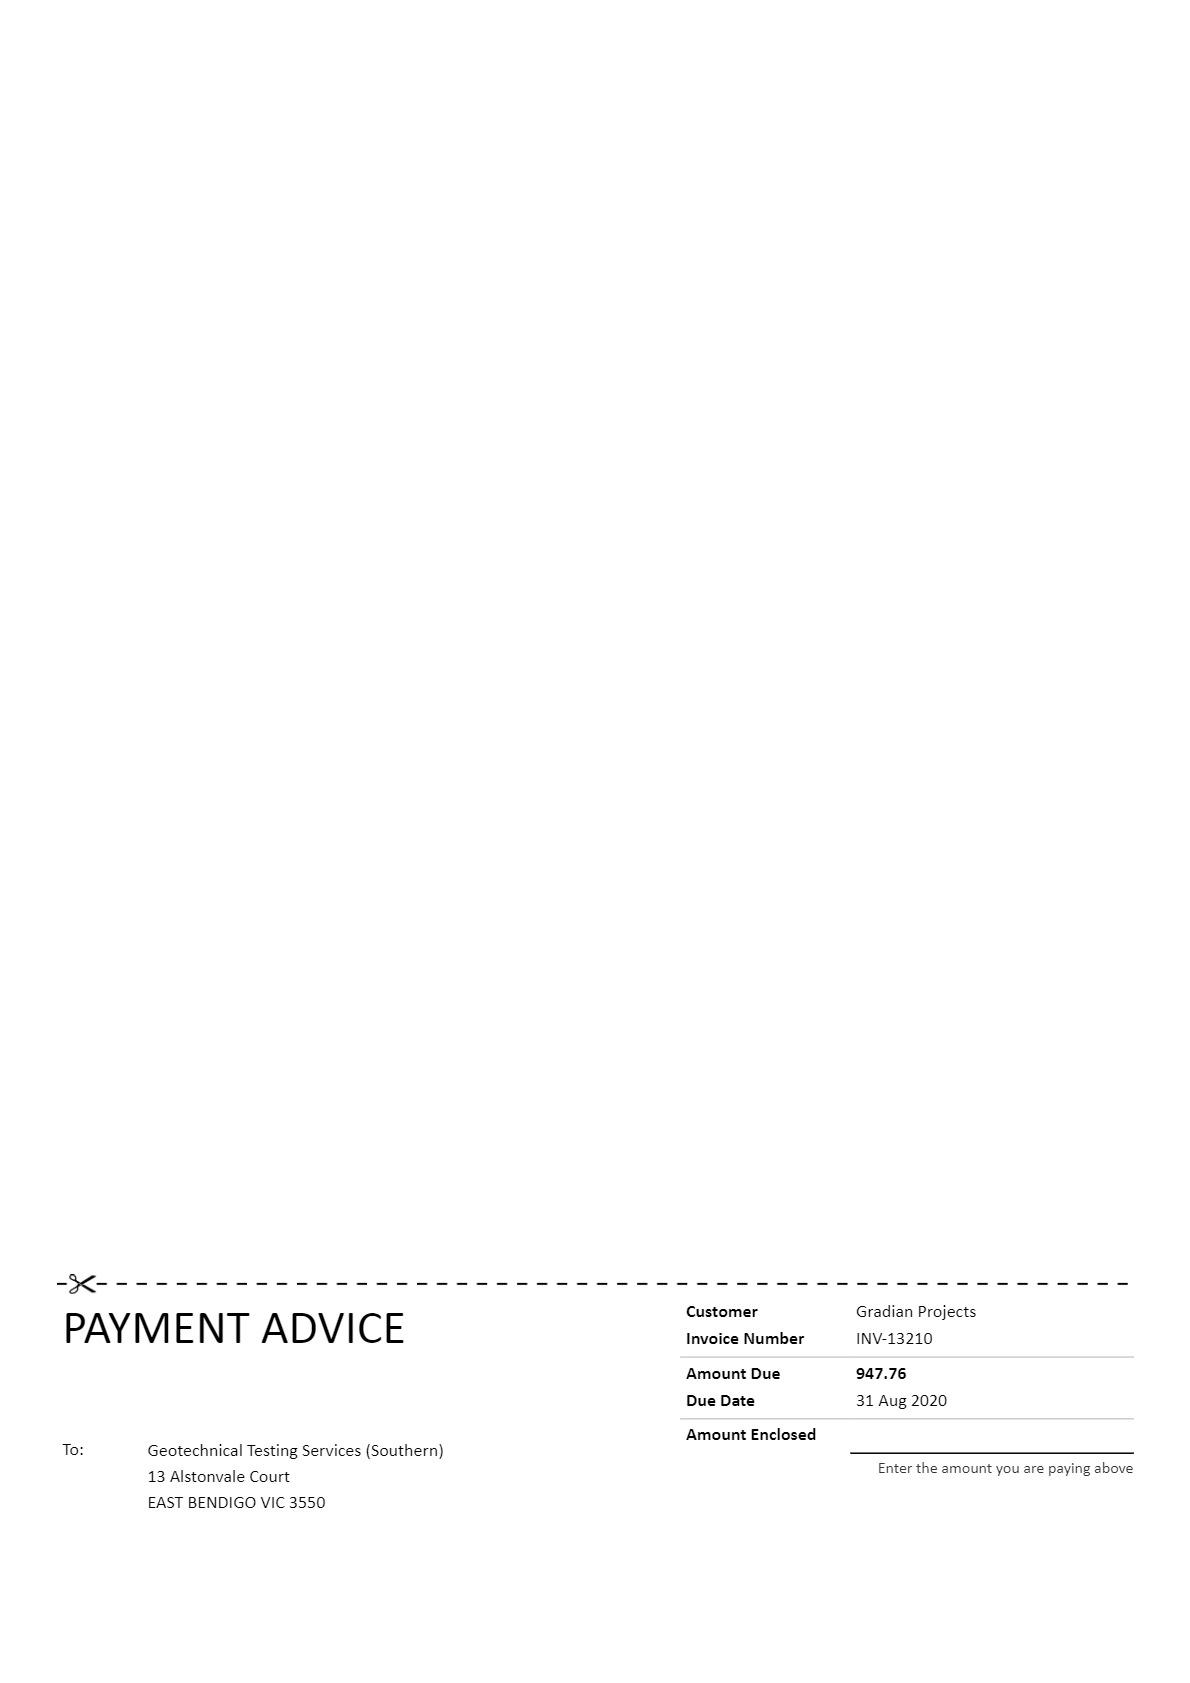 PAYMENT ADVICE
To:
Geotechnical Testing Services (Southern)
13 Alstonvale Court
EAST BENDIGO VIC 3550
Customer Gradian Projects
Invoice Number INV-13210
Amount Due 947.76
Due Date 31 Aug 2020
Amount Enclosed
Enter the amount you are paying above